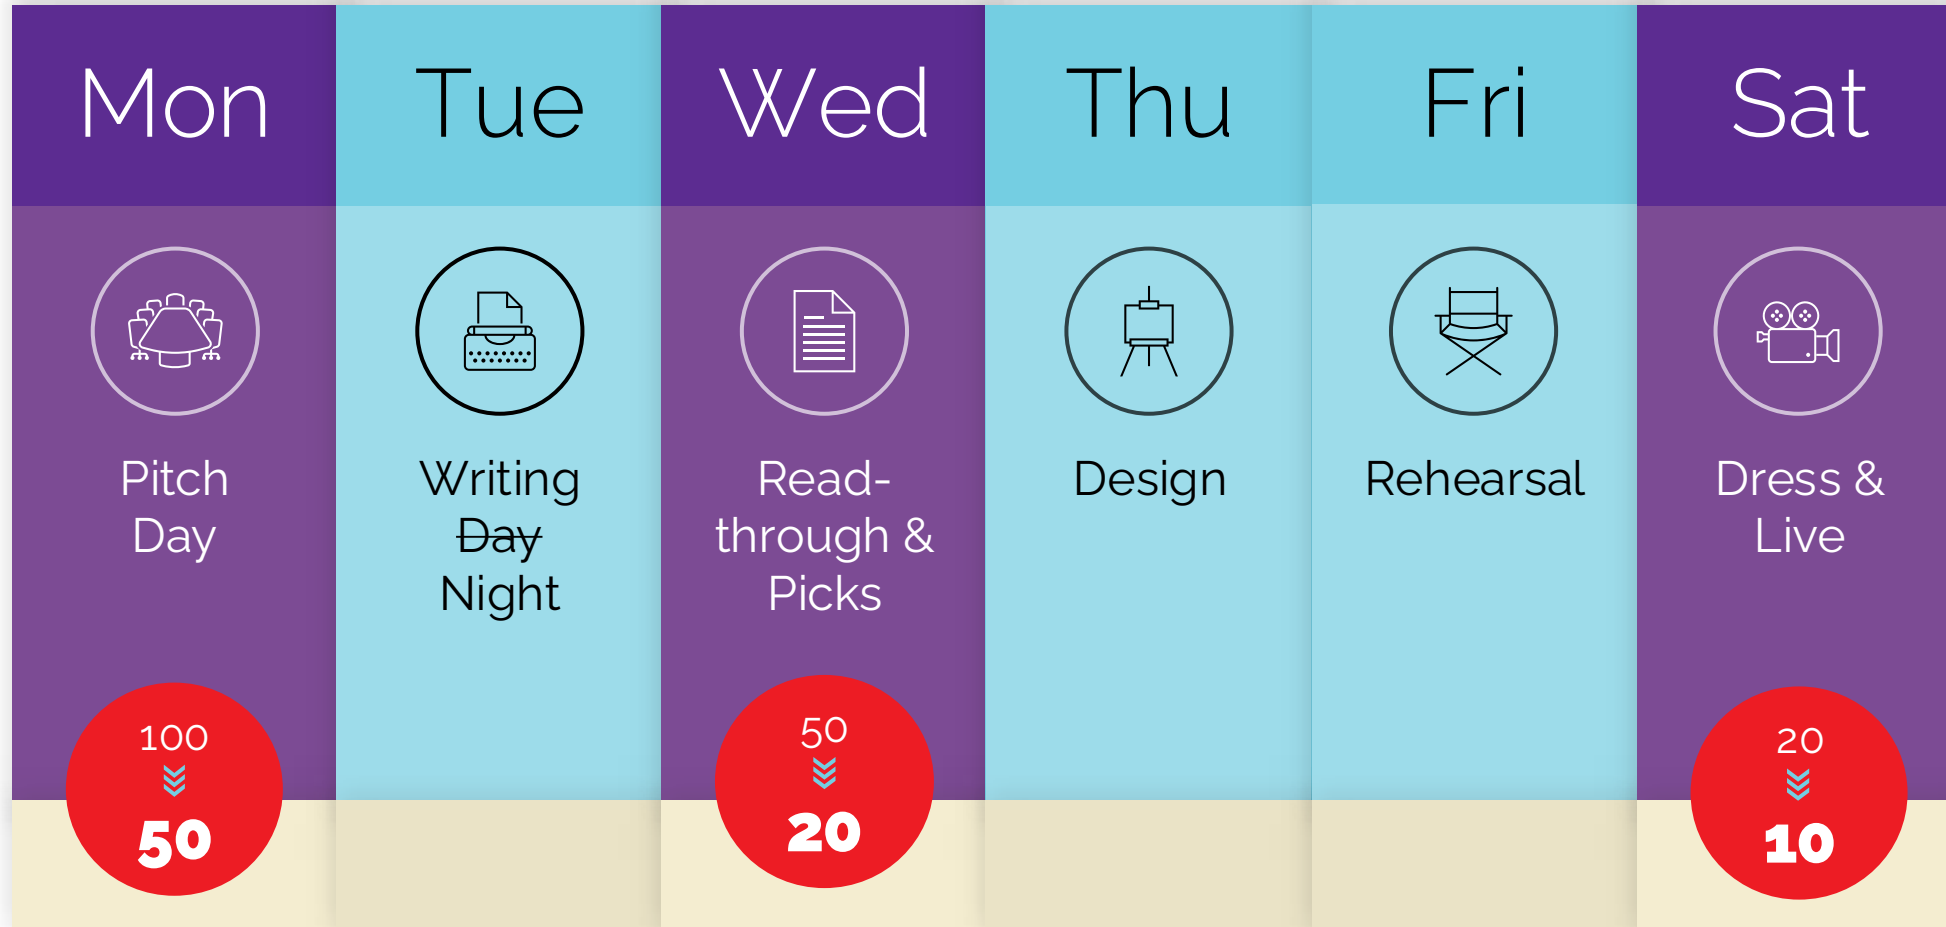 Mon
Pitch
Day
100
50
Tue
Writing
Day
Night
Wed
Read-
through &
Picks
50
20
Thu
Design
Fri
Rehearsal
Sat
Dress &
Live
20
10